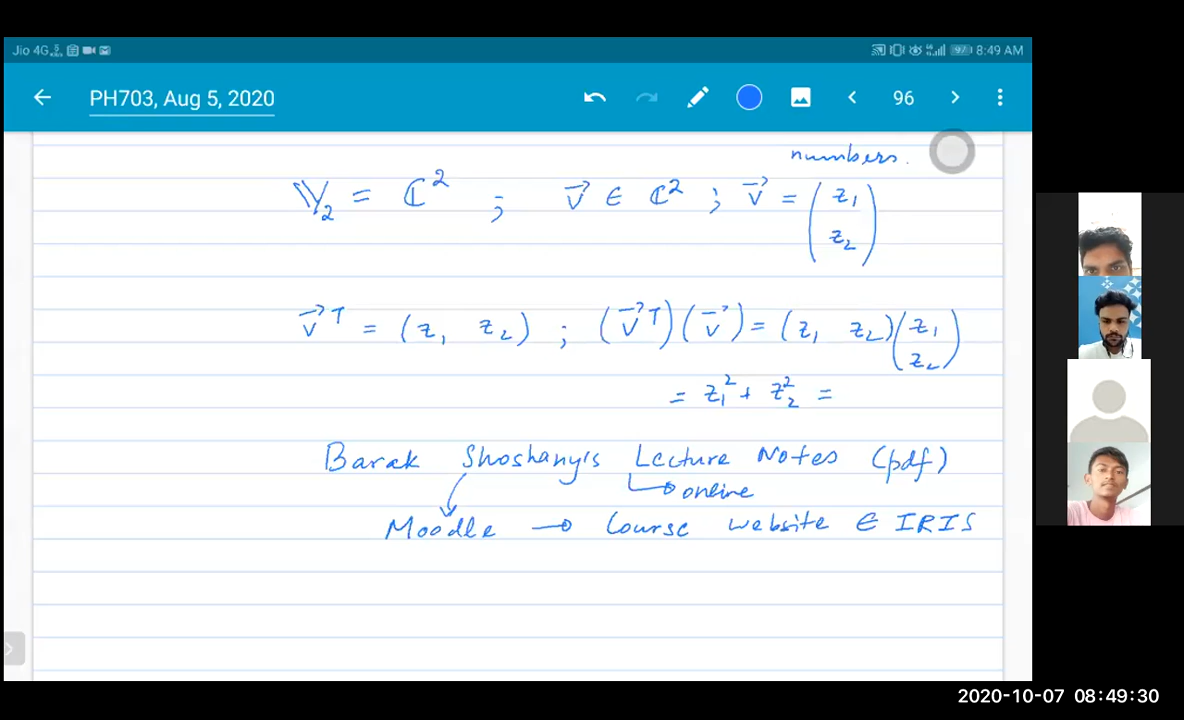 Jio 4G 97 8:49 AM
PH703, Aug 5, 2020 96
numbers.
𝕍₂ = ℂ² ; v⃗ ∈ ℂ² ; v⃗ = (z₁
z₂)
v⃗ᵀ = (z₁ z₂) ; (v⃗ᵀ)(v⃗) = (z₁ z₂)(z₁
z₂)
= z₁² + z₂² =
Barak Shoshany's Lecture Notes (pdf)
↳ online
Moodle → Course website ∈ IRIS
2020-10-07 08:49:30